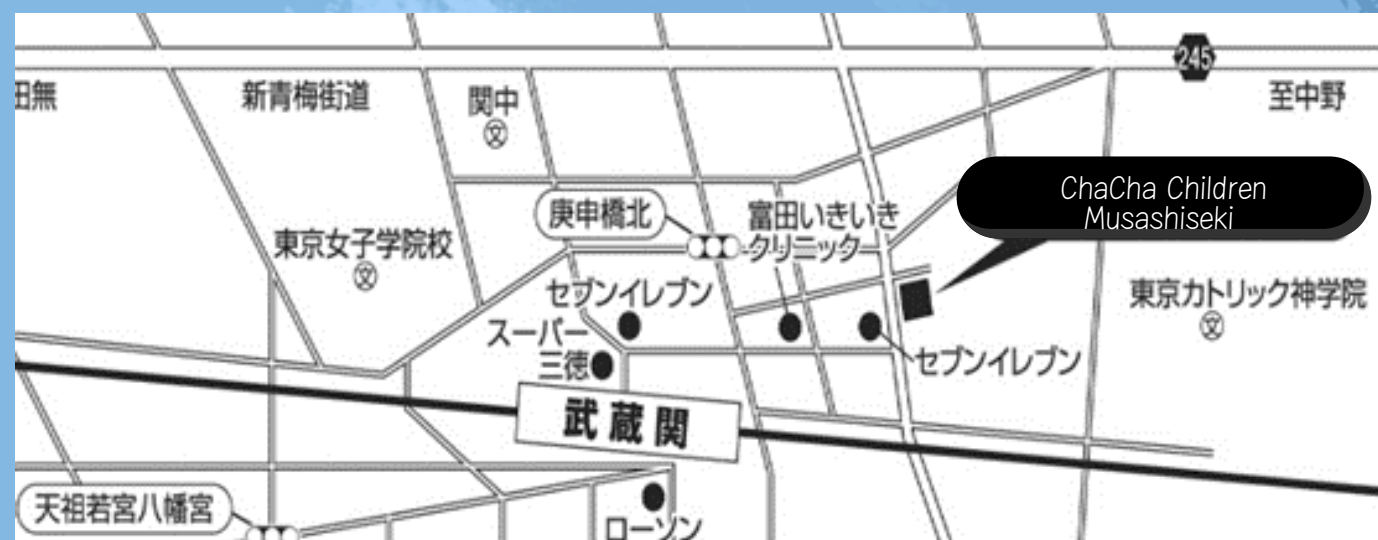 245
田無
新青梅街道
関中
文
至中野
ChaCha Children
Musashiseki
庚申橋北
富田いきいき
クリニック
東京女子学院校
文
セブンイレブン
東京カトリック神学院
文
スーパー
三徳
セブンイレブン
武蔵関
天祖若宮八幡宮
ローソン